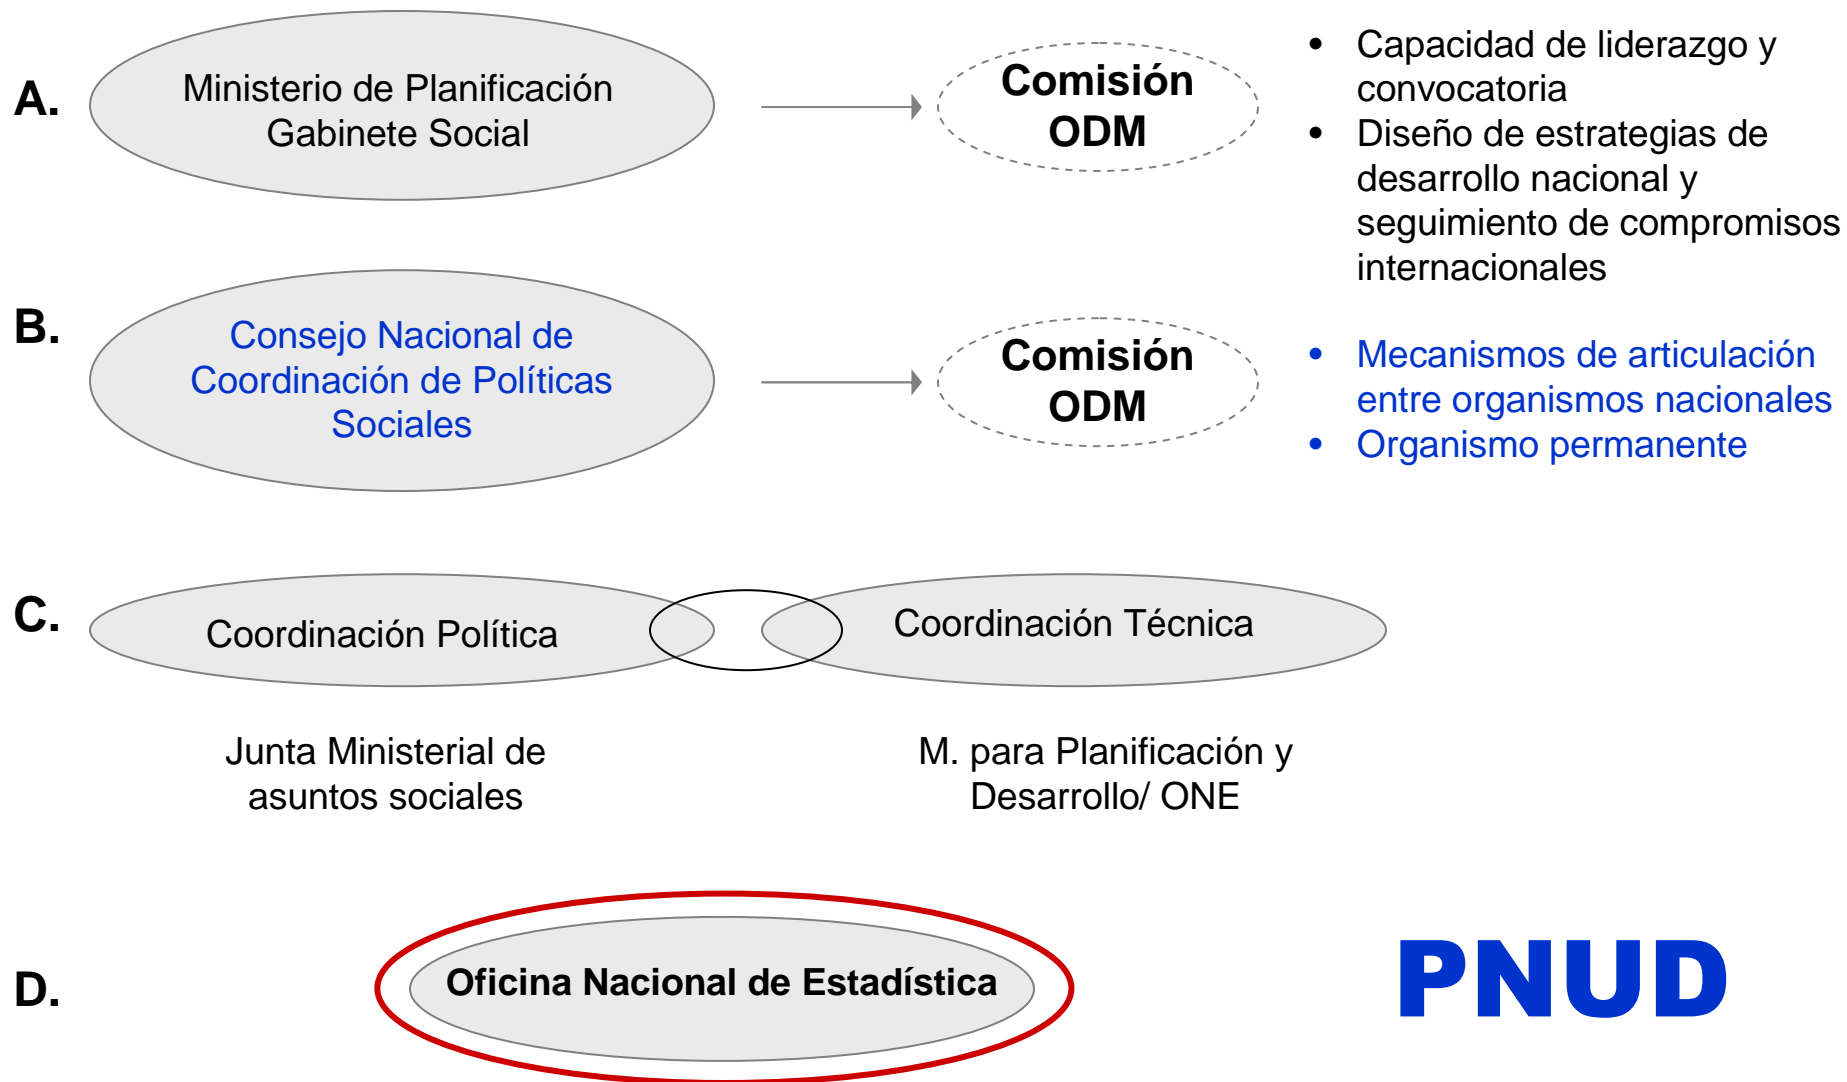 A.
Ministerio de Planificación
Gabinete Social
Comisión
ODM
• Capacidad de liderazgo y
convocatoria
• Diseño de estrategias de
desarrollo nacional y
seguimiento de compromisos
internacionales
B.
Consejo Nacional de
Coordinación de Políticas
Sociales
Comisión
ODM
• Mecanismos de articulación
entre organismos nacionales
• Organismo permanente
C.
Coordinación Política
Coordinación Técnica
Junta Ministerial de
asuntos sociales
M. para Planificación y
Desarrollo/ ONE
D.
Oficina Nacional de Estadística
PNUD